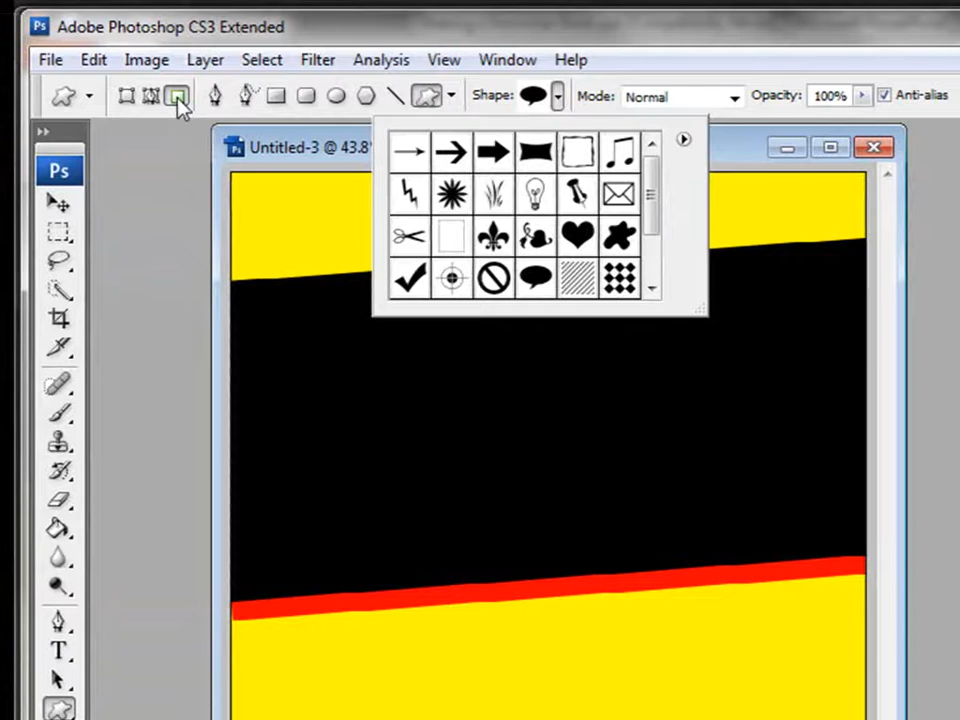 Ps Adobe Photoshop CS3 Extended
File Edit Image Layer Select Filter Analysis View Window Help
Shape: Mode: Normal Opacity: 100% Anti-alias
Ps Untitled-3 @ 43.8
Ps
T